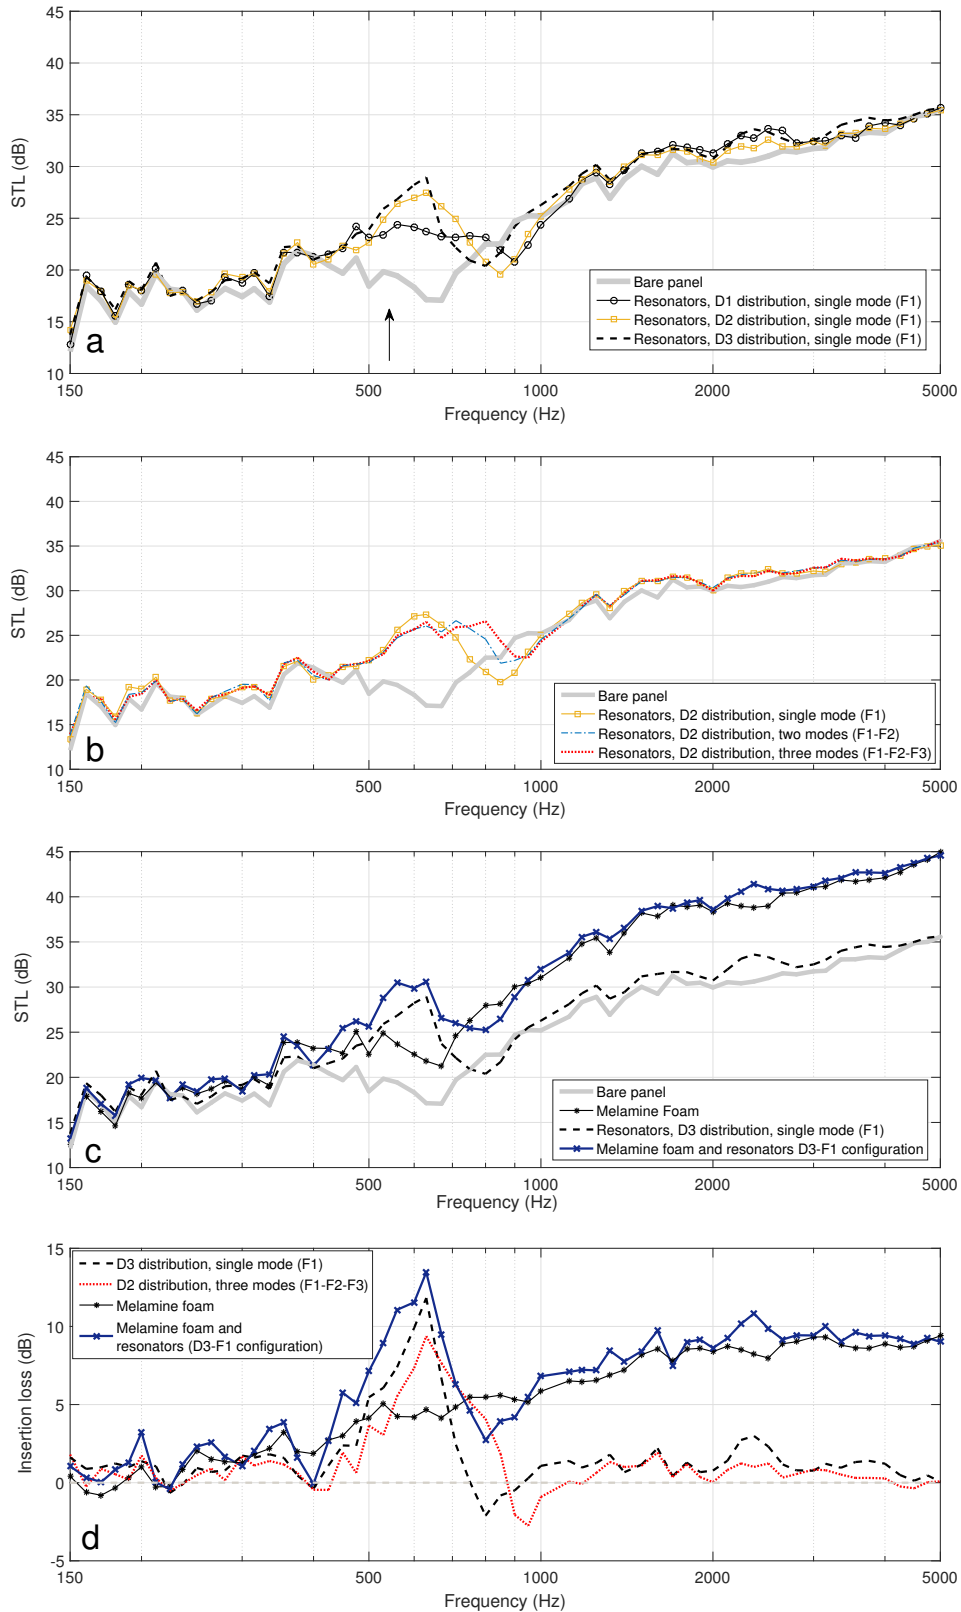 45
40
35
30
25
20
15
10
STL (dB)
a
Bare panel
Resonators, D1 distribution, single mode (F1)
Resonators, D2 distribution, single mode (F1)
Resonators, D3 distribution, single mode (F1)
150 500 1000 2000 5000
Frequency (Hz)
45
40
35
30
25
20
15
10
STL (dB)
b
Bare panel
Resonators, D2 distribution, single mode (F1)
Resonators, D2 distribution, two modes (F1-F2)
Resonators, D2 distribution, three modes (F1-F2-F3)
150 500 1000 2000 5000
Frequency (Hz)
45
40
35
30
25
20
15
10
STL (dB)
c
Bare panel
Melamine Foam
Resonators, D3 distribution, single mode (F1)
Melamine foam and resonators D3-F1 configuration
150 500 1000 2000 5000
Frequency (Hz)
15
10
5
0
-5
Insertion loss (dB)
D3 distribution, single mode (F1)
D2 distribution, three modes (F1-F2-F3)
Melamine foam
Melamine foam and
resonators (D3-F1 configuration)
d
150 500 1000 2000 5000
Frequency (Hz)